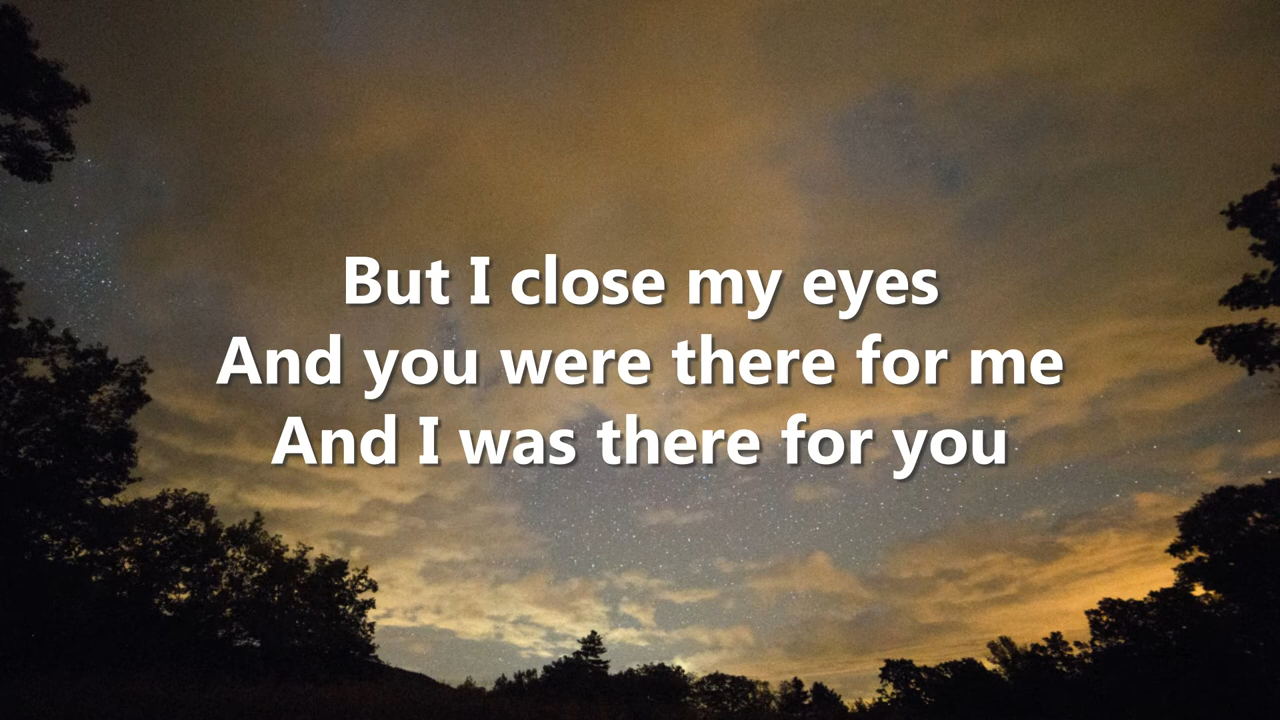 But I close my eyes
And you were there for me
And I was there for you